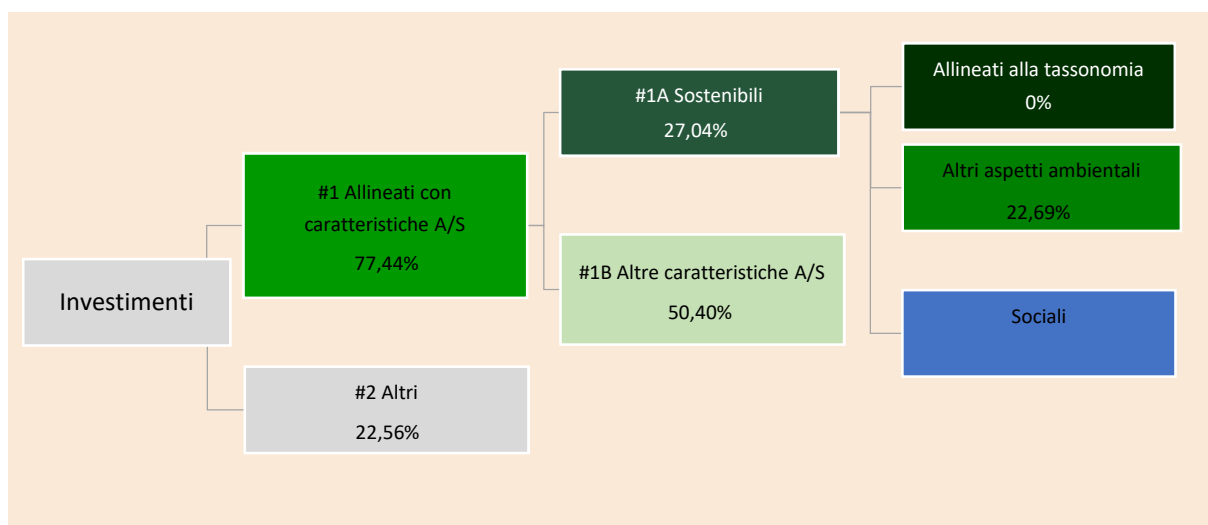 Investimenti
#1 Allineati con
caratteristiche A/S
77,44%
#2 Altri
22,56%
#1A Sostenibili
27,04%
#1B Altre caratteristiche A/S
50,40%
Allineati alla tassonomia
0%
Altri aspetti ambientali
22,69%
Sociali